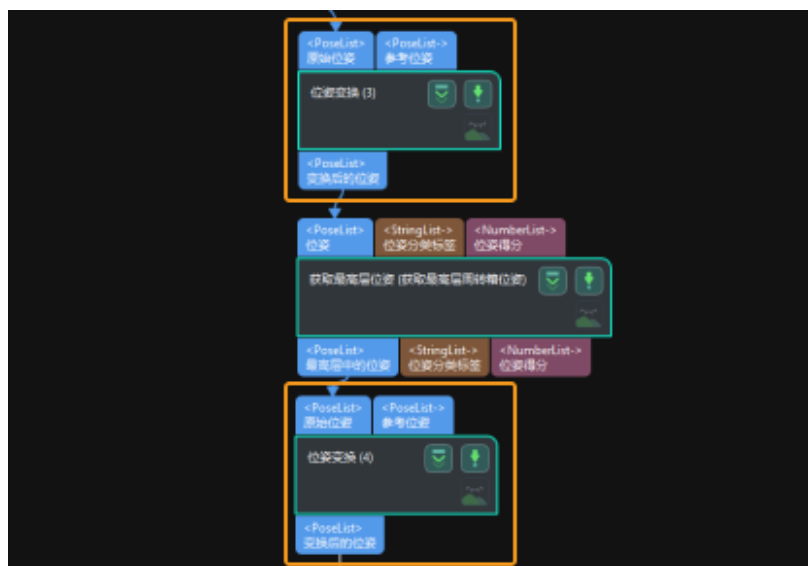 <PoseList> <PoseList->
原始位姿 参考位姿
位姿变换 (3)
<PoseList>
变换后的位姿
<PoseList> <StringList-> <NumberList->
位姿 位姿分类标签 位姿得分
获取最高层位姿 (获取最高层周转箱位姿)
<PoseList> <StringList-> <NumberList->
最高层中的位姿 位姿分类标签 位姿得分
<PoseList> <PoseList->
原始位姿 参考位姿
位姿变换 (4)
<PoseList>
变换后的位姿